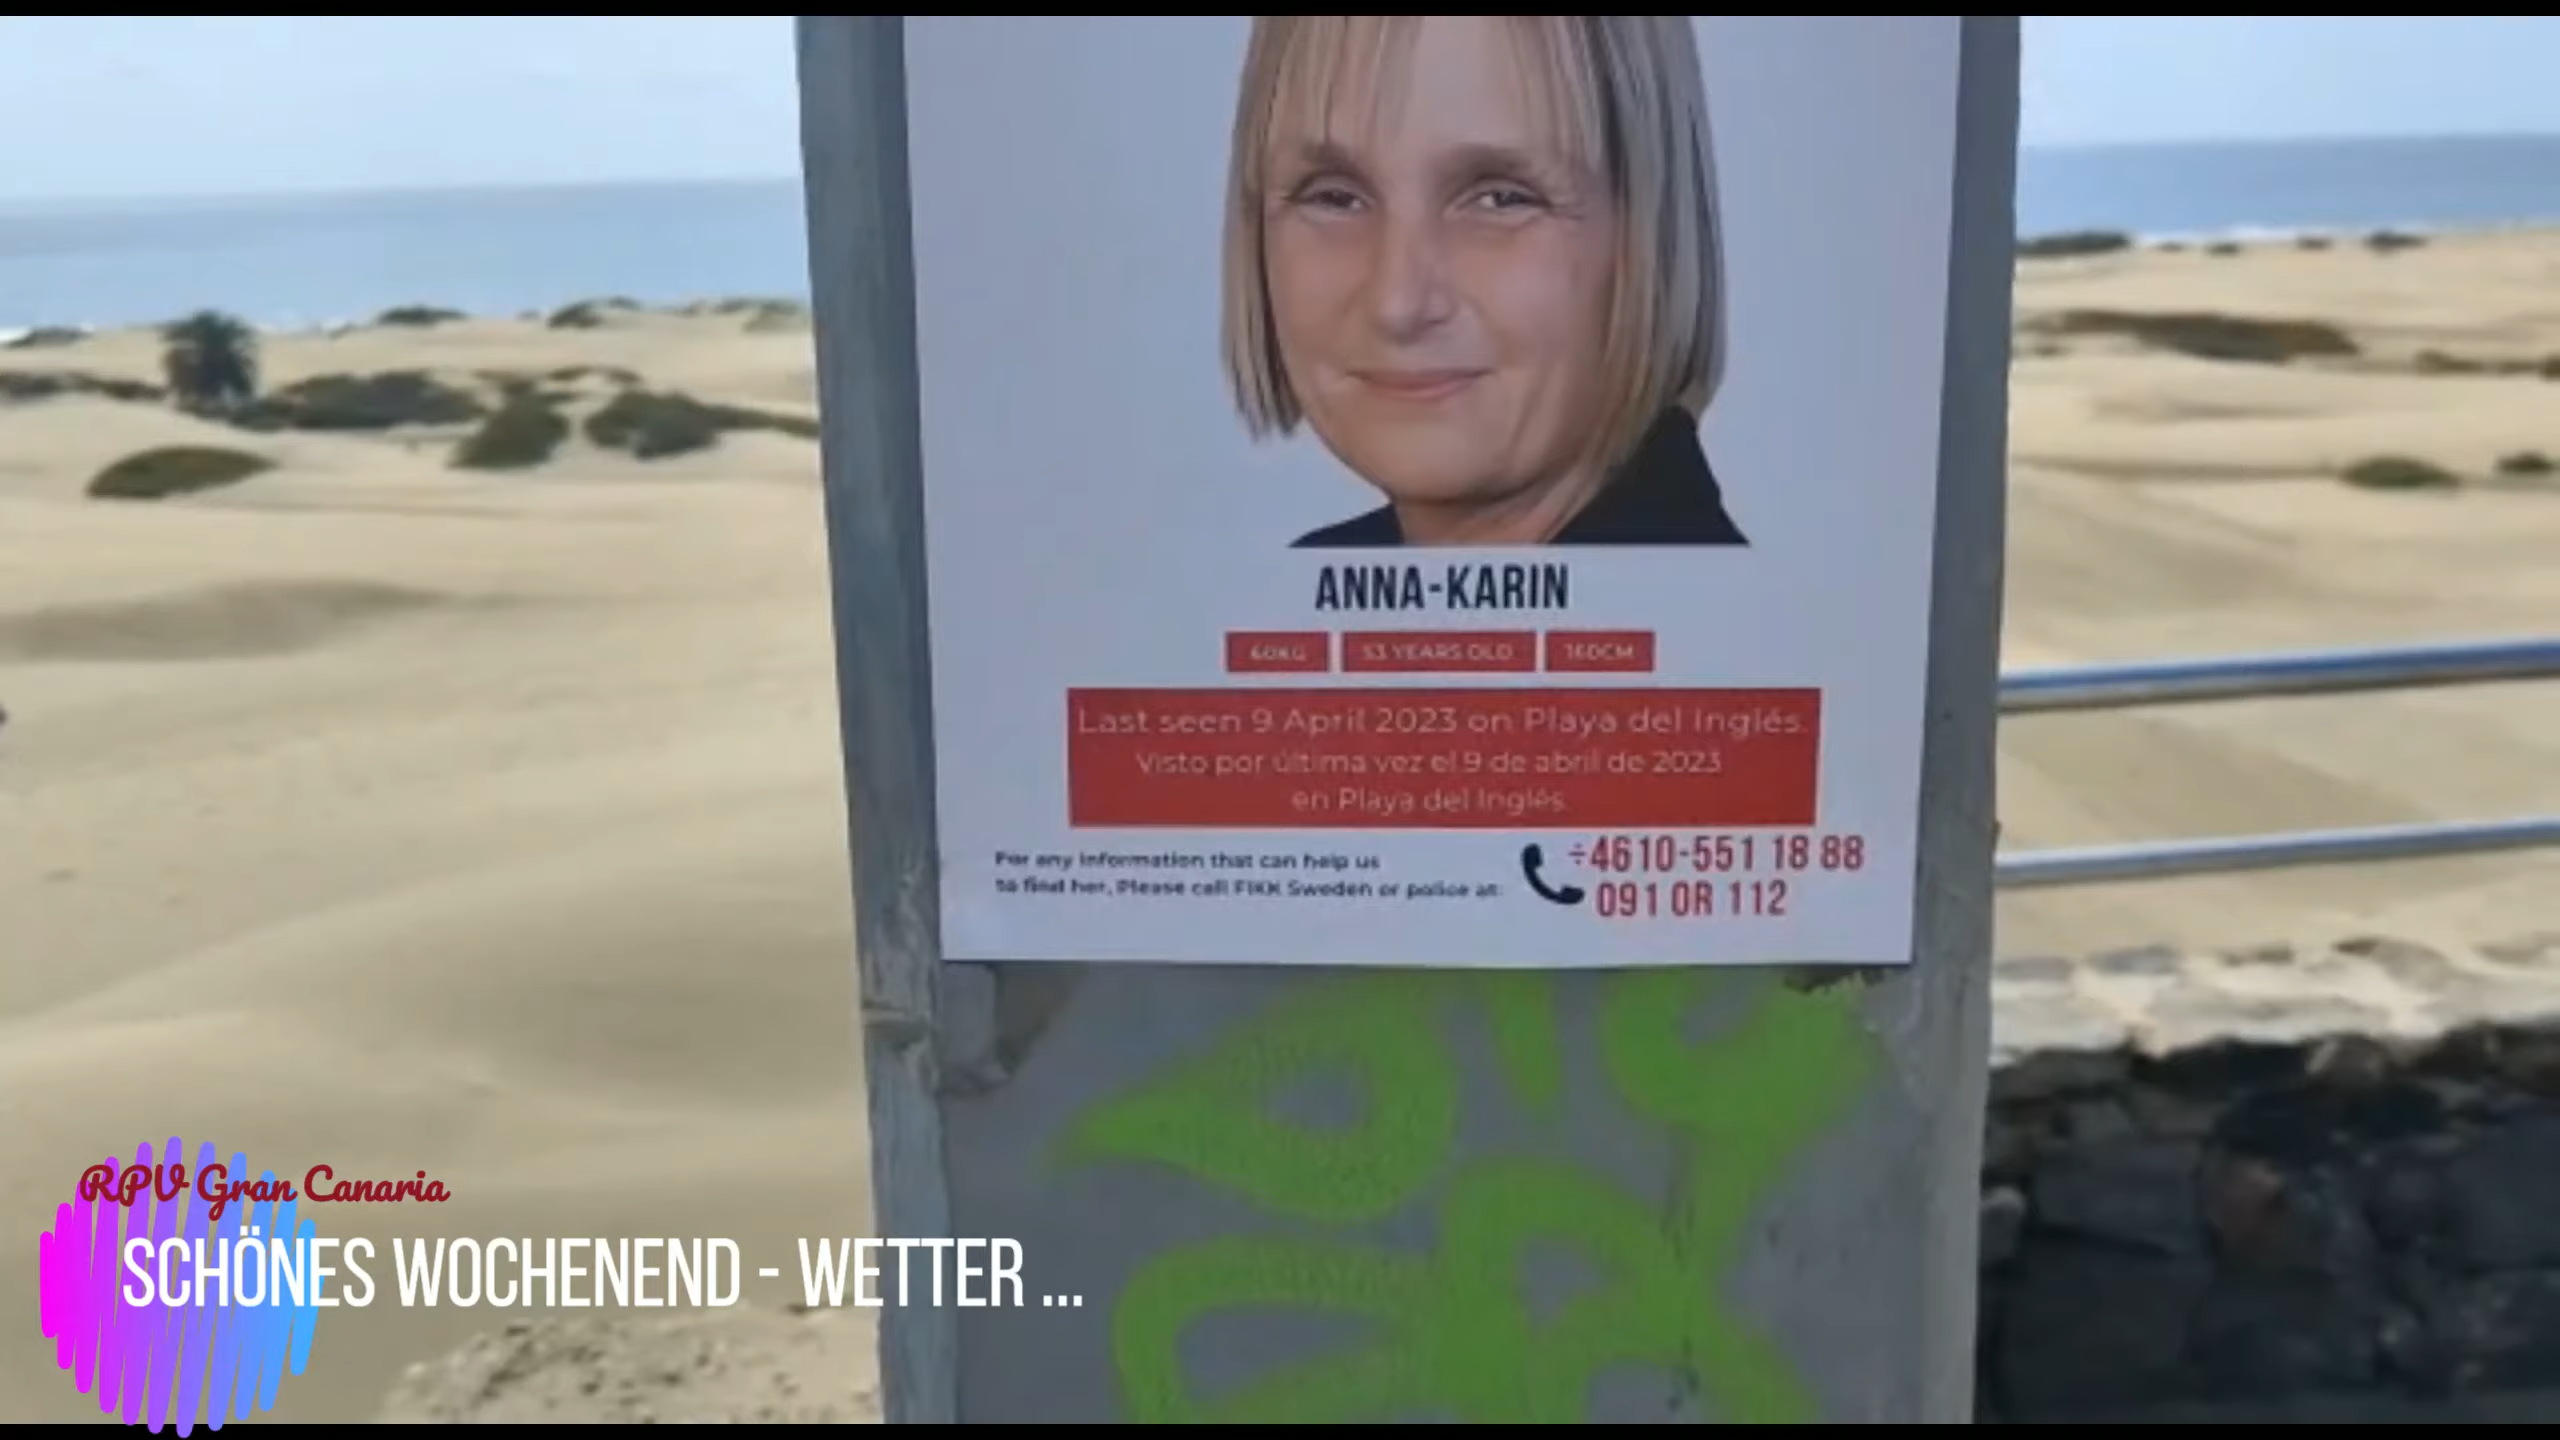 ANNA-KARIN
60KG 53 YEARS OLD 160CM
Last seen 9 April 2023 on Playa del Inglés.
Visto por última vez el 9 de abril de 2023
en Playa del Inglés.
For any information that can help us
to find her, Please call FIKK Sweden or police at:
+4610-551 18 88
091 OR 112
RPV Gran Canaria
SCHÖNES WOCHENEND - WETTER ...